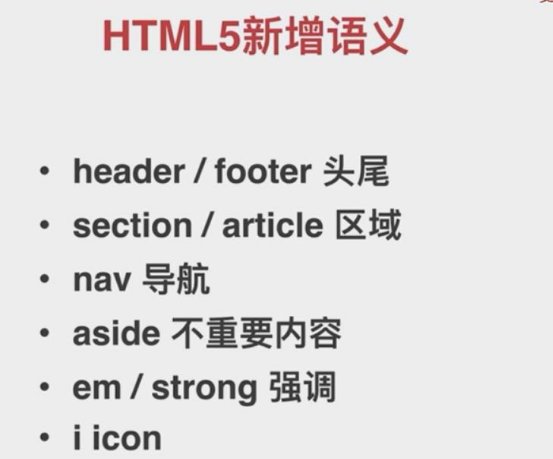 HTML5新增语义
• header / footer 头尾
• section / article 区域
• nav 导航
• aside 不重要内容
• em / strong 强调
• i icon